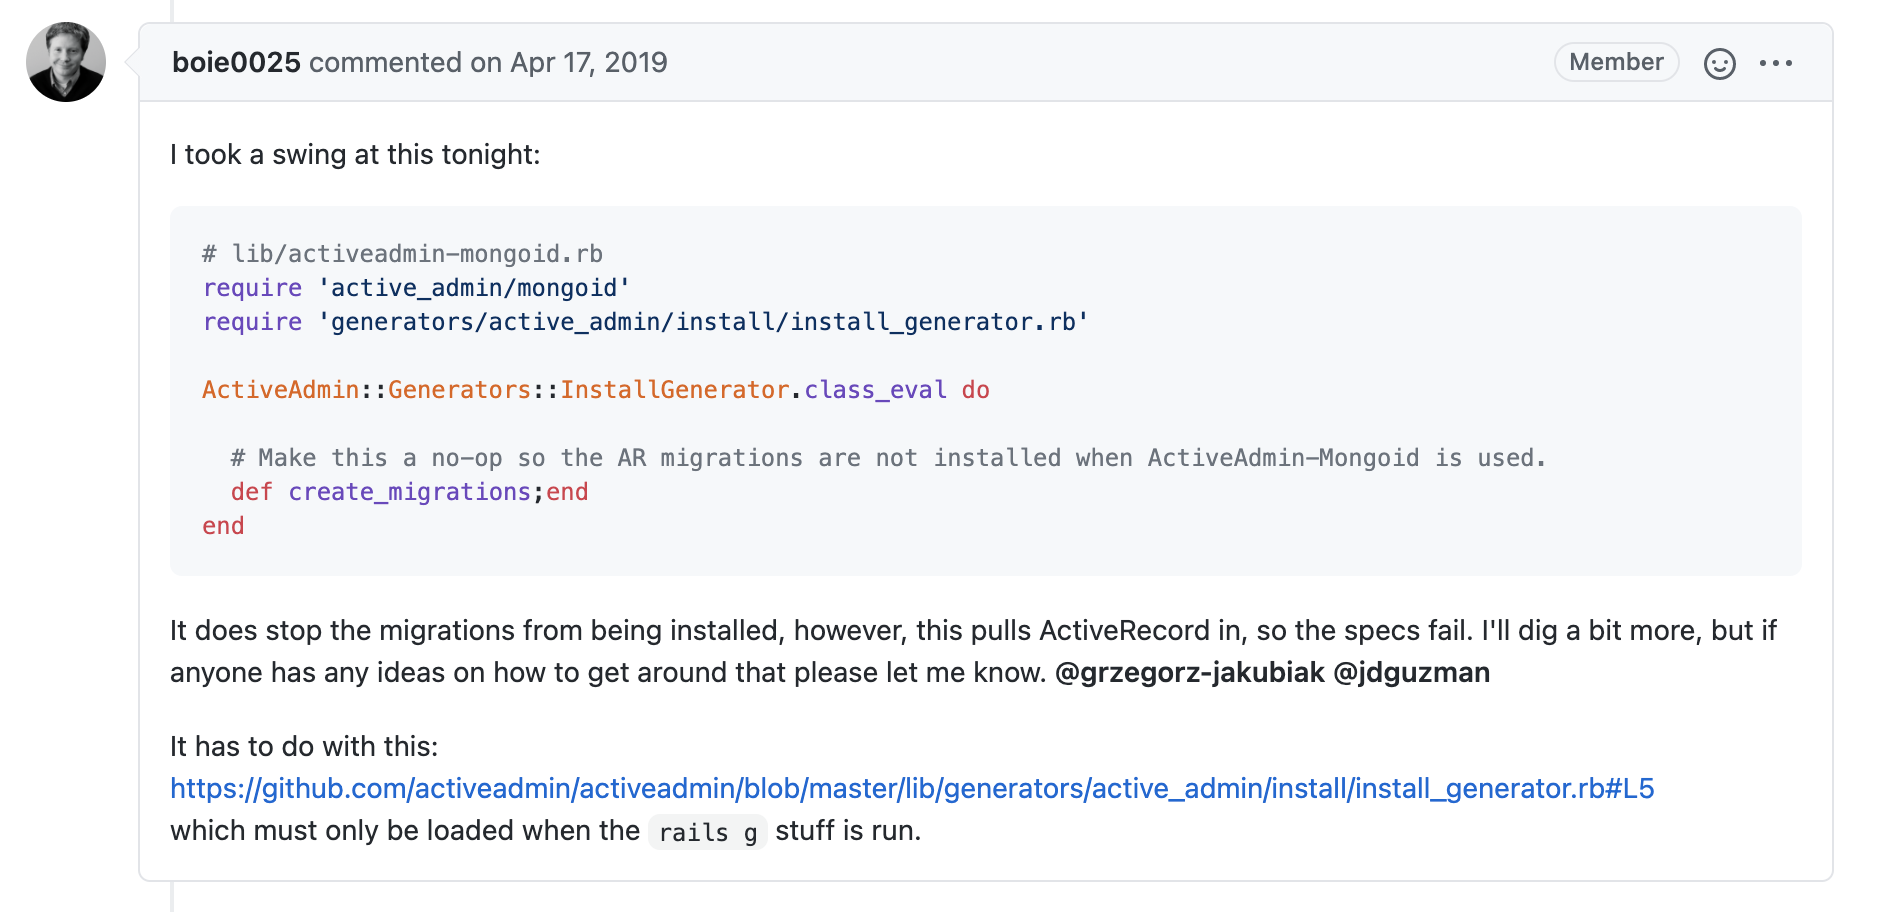 boie0025 commented on Apr 17, 2019
Member
I took a swing at this tonight:
# lib/activeadmin-mongoid.rb
require 'active_admin/mongoid'
require 'generators/active_admin/install/install_generator.rb'
ActiveAdmin::Generators::InstallGenerator.class_eval do
# Make this a no-op so the AR migrations are not installed when ActiveAdmin-Mongoid is used.
def create_migrations;end
end
It does stop the migrations from being installed, however, this pulls ActiveRecord in, so the specs fail. I'll dig a bit more, but if
anyone has any ideas on how to get around that please let me know. @grzegorz-jakubiak @jdguzman
It has to do with this:
https://github.com/activeadmin/activeadmin/blob/master/lib/generators/active_admin/install/install_generator.rb#L5
which must only be loaded when the rails g stuff is run.